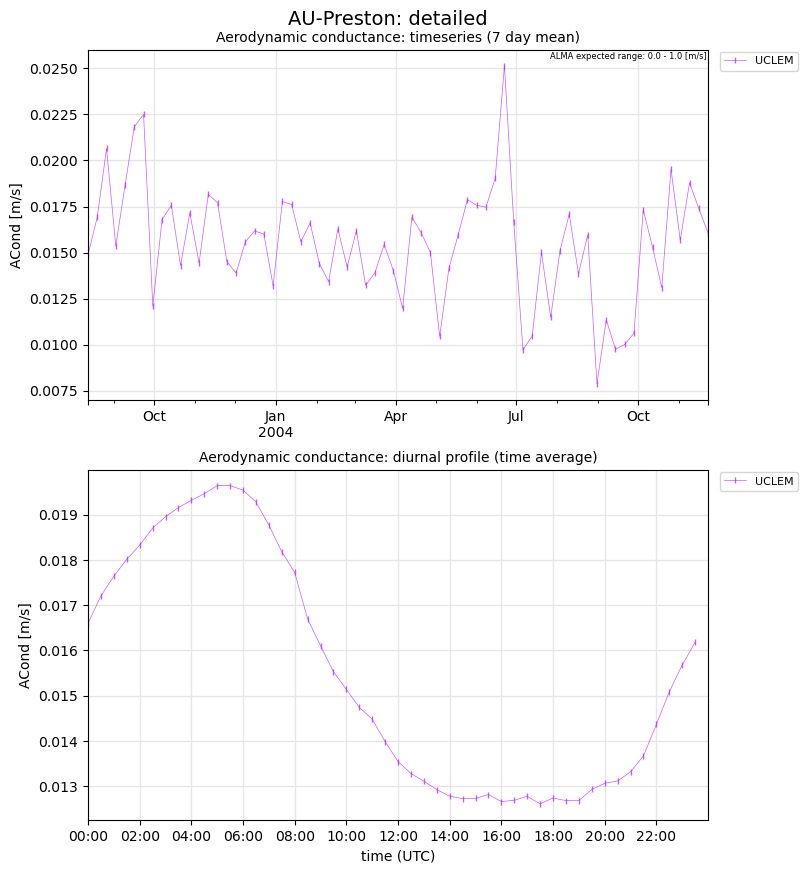 AU-Preston: detailed
Aerodynamic conductance: timeseries (7 day mean)
ALMA expected range: 0.0 - 1.0 [m/s]
UCLEM
0.0250
0.0225
0.0200
0.0175
0.0150
0.0125
0.0100
0.0075
ACond [m/s]
Oct
Jan
2004
Apr
Jul
Oct
Aerodynamic conductance: diurnal profile (time average)
UCLEM
0.019
0.018
0.017
0.016
0.015
0.014
0.013
ACond [m/s]
00:00 02:00 04:00 06:00 08:00 10:00 12:00 14:00 16:00 18:00 20:00 22:00
time (UTC)